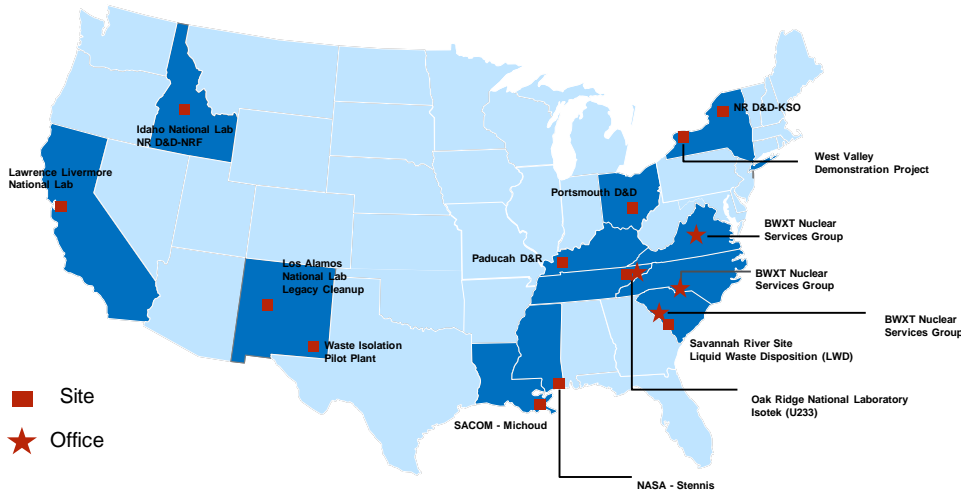 NR D&D-KSO
Idaho National Lab
NR D&D-NRF
West Valley
Demonstration Project
Lawrence Livermore
National Lab
Portsmouth D&D
BWXT Nuclear
Services Group
Paducah D&R
Los Alamos
National Lab
Legacy Cleanup
BWXT Nuclear
Services Group
BWXT Nuclear
Services Group
Waste Isolation
Pilot Plant
Savannah River Site
Liquid Waste Disposition (LWD)
Site
Oak Ridge National Laboratory
Isotek (U233)
SACOM - Michoud
Office
NASA - Stennis